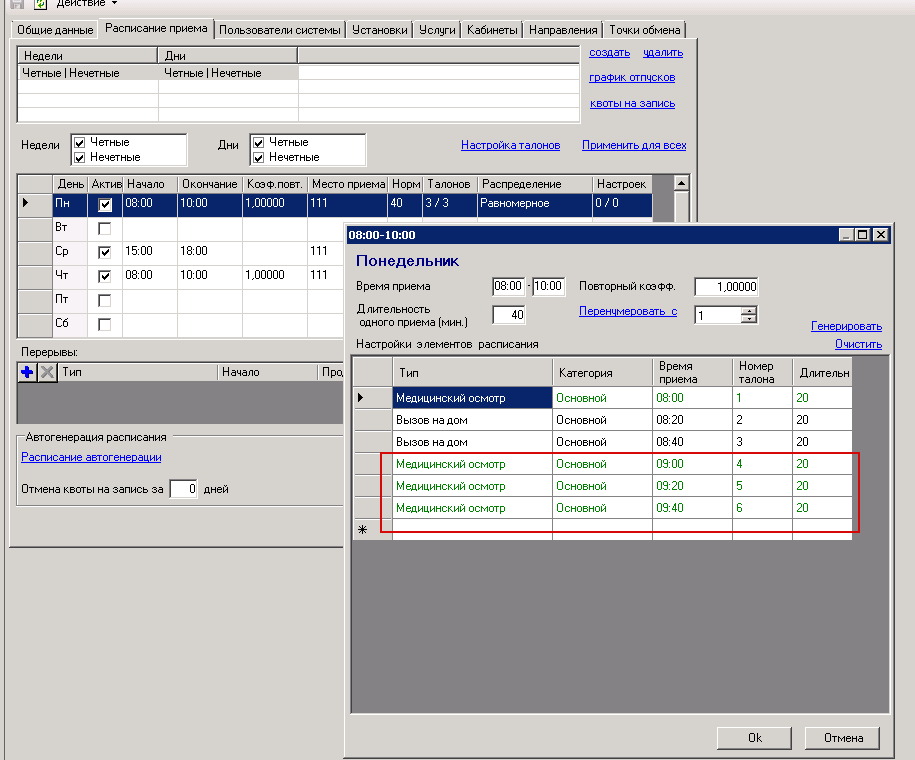 Действие
Общие данные Расписание приема Пользователи системы Установки Услуги Кабинеты Направления Точки обмена
Недели Дни
Четные | Нечетные Четные | Нечетные
создать удалить
график отпусков
квоты на запись
Недели Четные Нечетные Дни Четные Нечетные Настройка талонов Применить для всех
День Актив Начало Окончание Коэф.повт. Место приема Норм Талонов Распределение Настроек
Пн 08:00 10:00 1,00000 111 40 3 / 3 Равномерное 0 / 0
Вт
Ср 15:00 18:00 111
Чт 08:00 10:00 1,00000 111
Пт
Сб
Перерывы:
Тип Начало Про
Автогенерация расписания
Расписание автогенерации
Отмена квоты на запись за 0 дней
08:00-10:00
Понедельник
Время приема 08:00 - 10:00 Повторный коэфф. 1,00000
Длительность
одного приема (мин.) 40 Перенумеровать с 1
Генерировать
Настройки элементов расписания Очистить
Тип Категория Время приема Номер талона Длительн
Медицинский осмотр Основной 08:00 1 20
Вызов на дом Основной 08:20 2 20
Вызов на дом Основной 08:40 3 20
Медицинский осмотр Основной 09:00 4 20
Медицинский осмотр Основной 09:20 5 20
Медицинский осмотр Основной 09:40 6 20
Ok Отмена